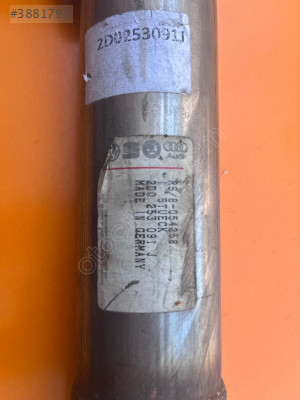 #388179
2D0253091J
Audi
1 STUECK
2D0 253 091 J
MADE IN GERMANY